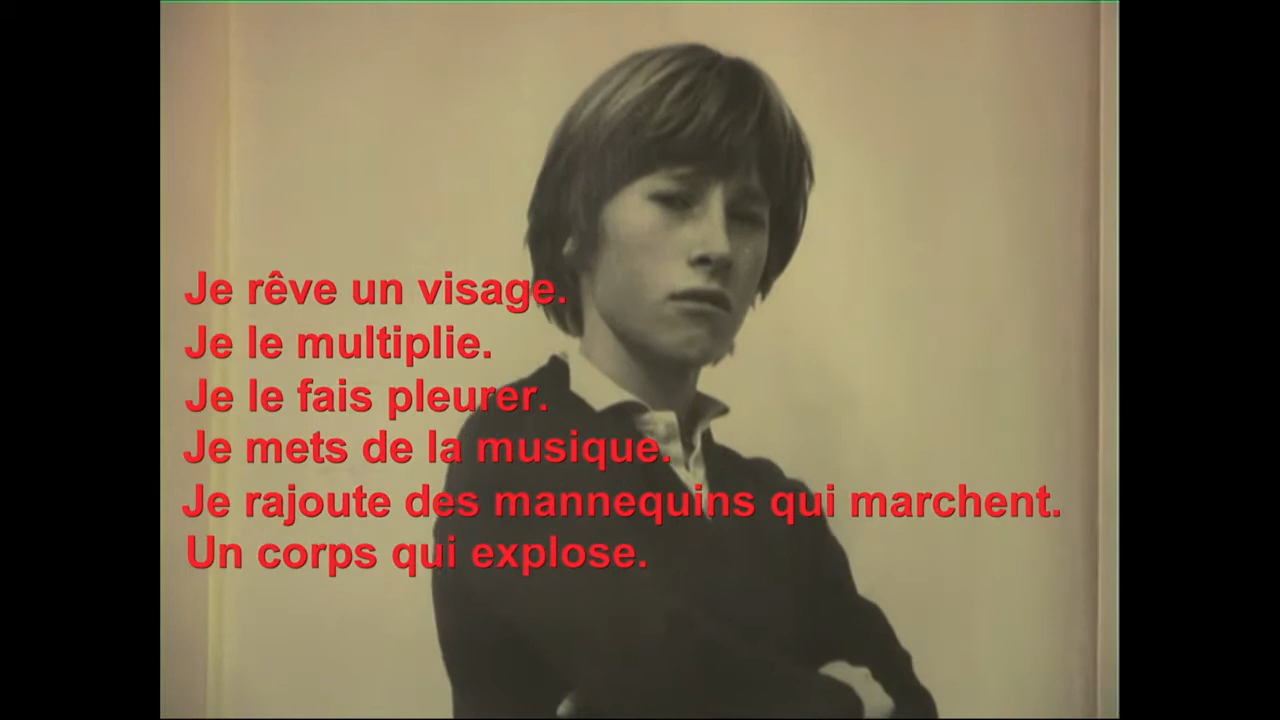 Je rêve un visage.
Je le multiplie.
Je le fais pleurer.
Je mets de la musique.
Je rajoute des mannequins qui marchent.
Un corps qui explose.